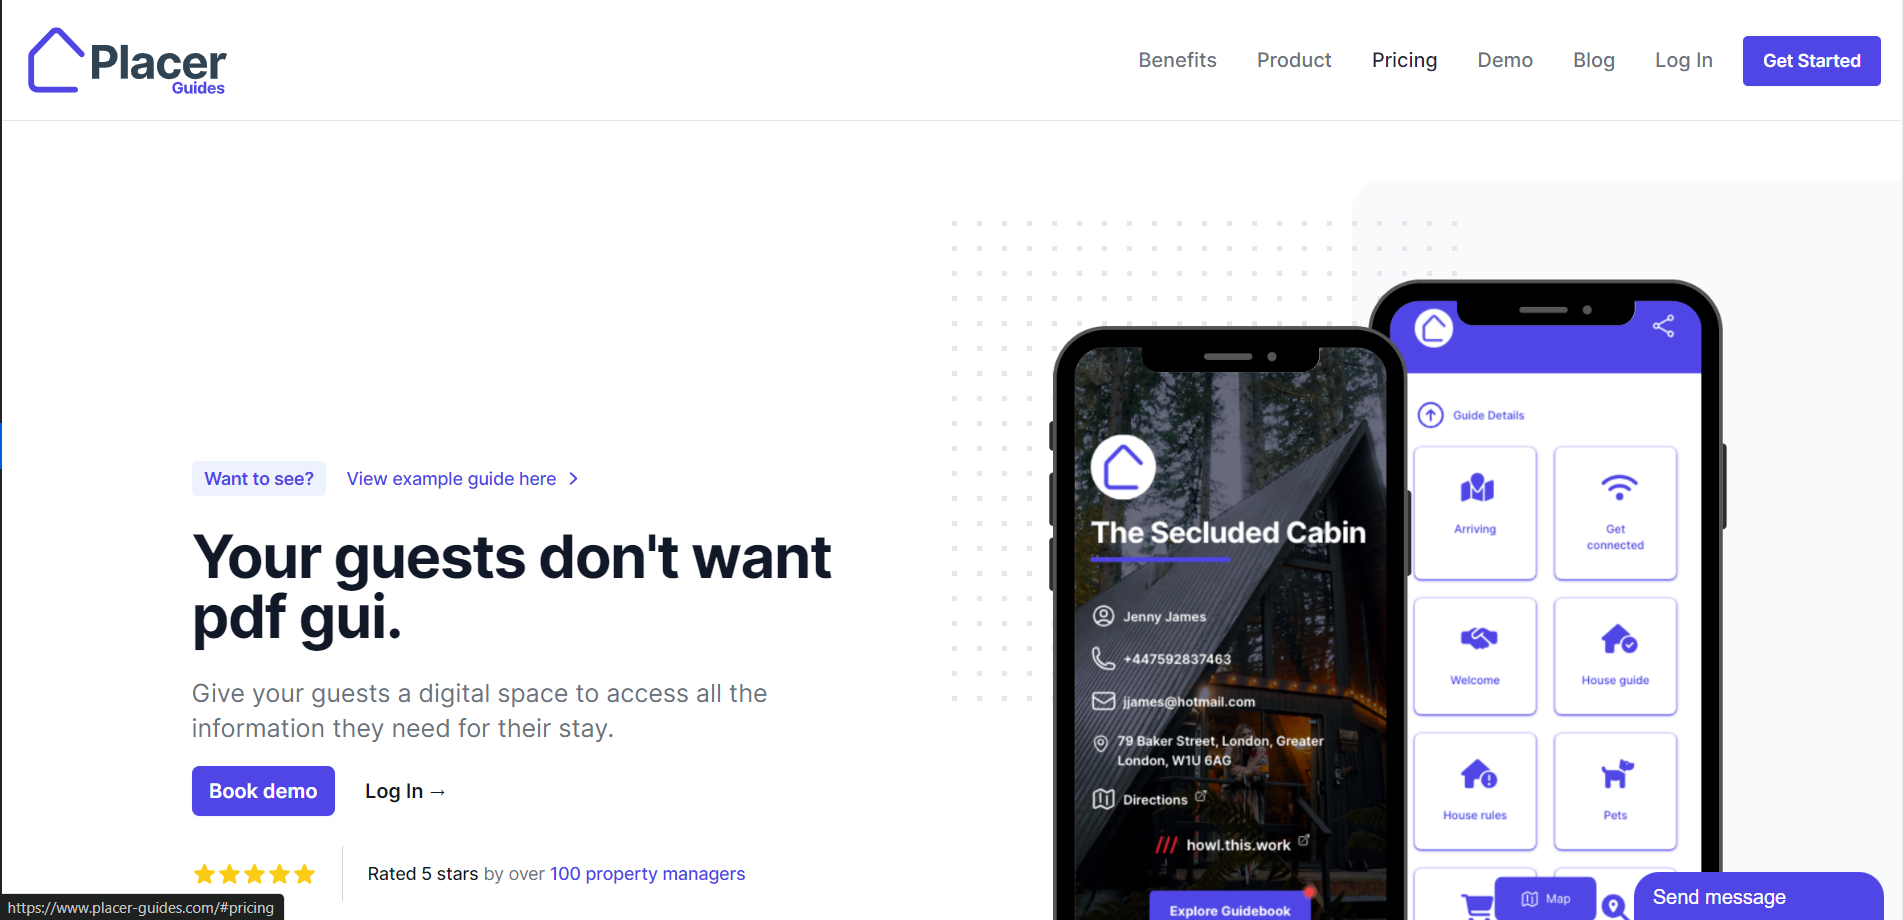 Placer
Guides
Benefits
Product
Pricing
Demo
Blog
Log In
Get Started
Want to see?
View example guide here
Your guests don't want
pdf gui.
Give your guests a digital space to access all the
information they need for their stay.
Book demo
Log In →
Rated 5 stars by over 100 property managers
https://www.placer-guides.com/#pricing
The Secluded Cabin
Jenny James
+447592837463
jjames@hotmail.com
79 Baker Street, London, Greater
London, W1U 6AG
Directions
/// howl.this.work
Explore Guidebook
Guide Details
Arriving
Get
connected
Welcome
House guide
House rules
Pets
Map
Send message